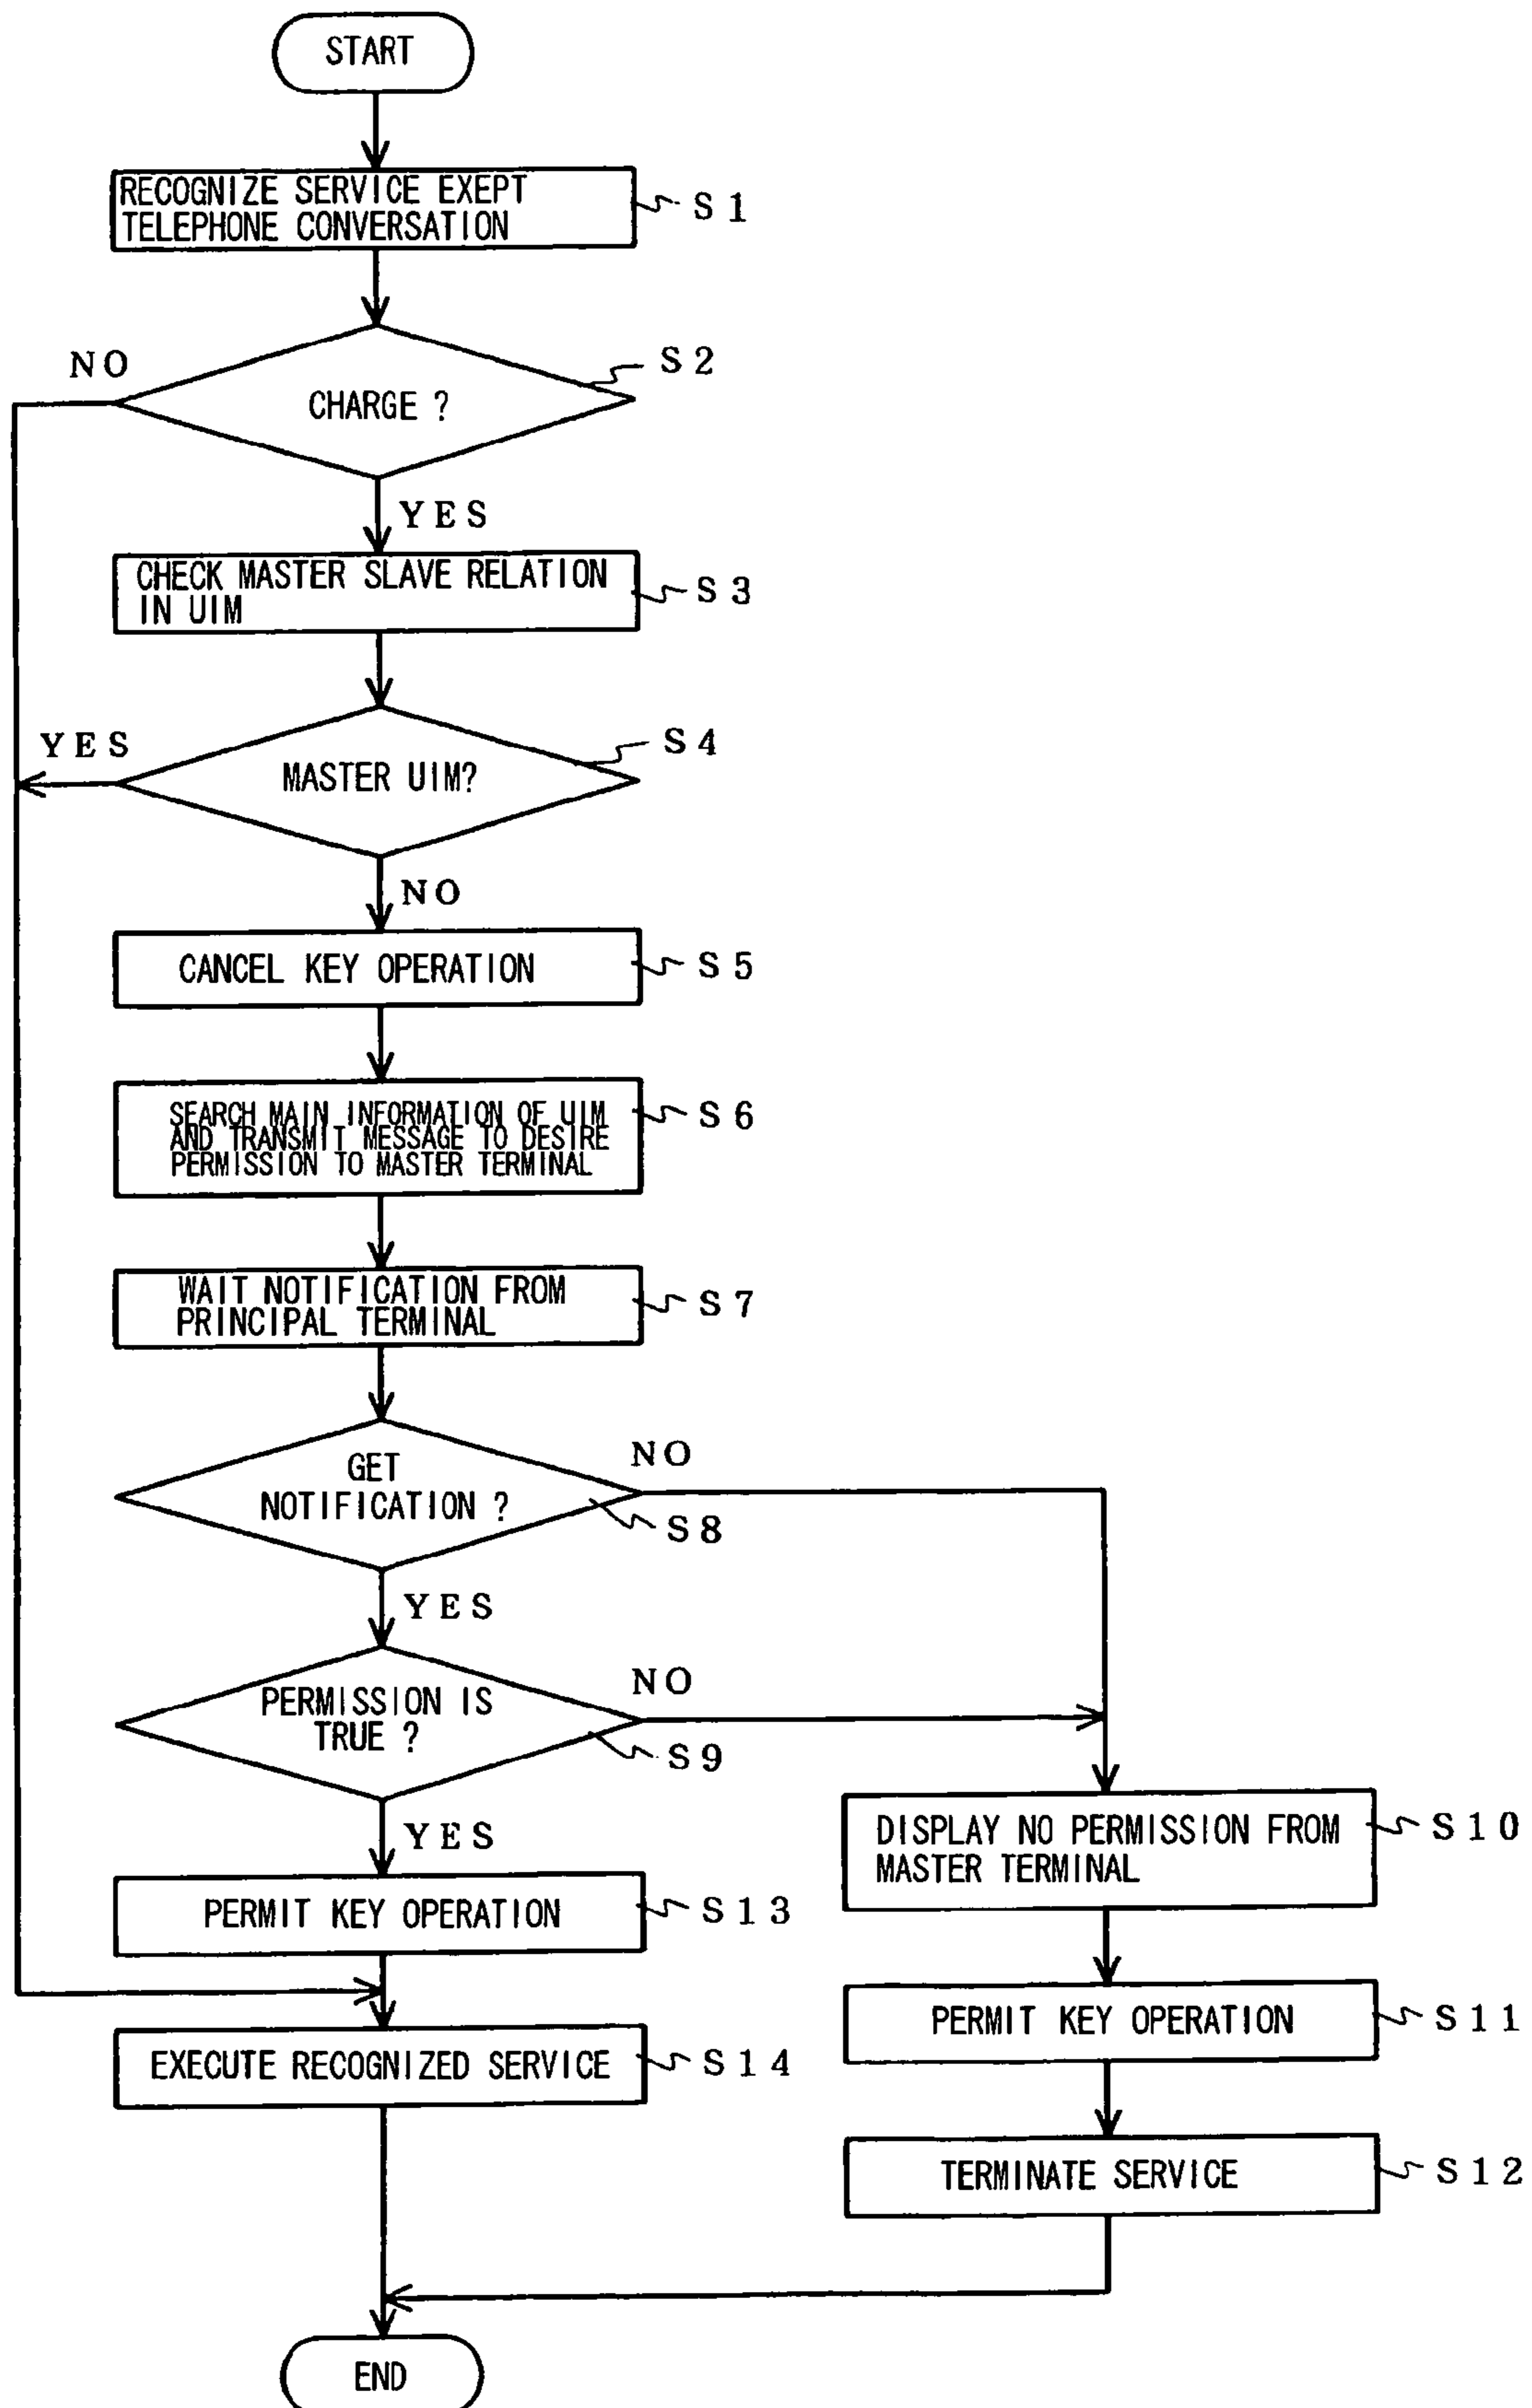 START
RECOGNIZE SERVICE EXEPT
TELEPHONE CONVERSATION
S1
NO
S2
CHARGE ?
YES
CHECK MASTER SLAVE RELATION
IN UIM
S3
YES
S4
MASTER UIM?
NO
CANCEL KEY OPERATION
S5
SEARCH MAIN INFORMATION OF UIM
AND TRANSMIT MESSAGE TO DESIRE
PERMISSION TO MASTER TERMINAL
S6
WAIT NOTIFICATION FROM
PRINCIPAL TERMINAL
S7
GET
NOTIFICATION ?
NO
S8
YES
PERMISSION IS
TRUE ?
NO
S9
YES
DISPLAY NO PERMISSION FROM
MASTER TERMINAL
S10
PERMIT KEY OPERATION
S13
PERMIT KEY OPERATION
S11
EXECUTE RECOGNIZED SERVICE
S14
TERMINATE SERVICE
S12
END